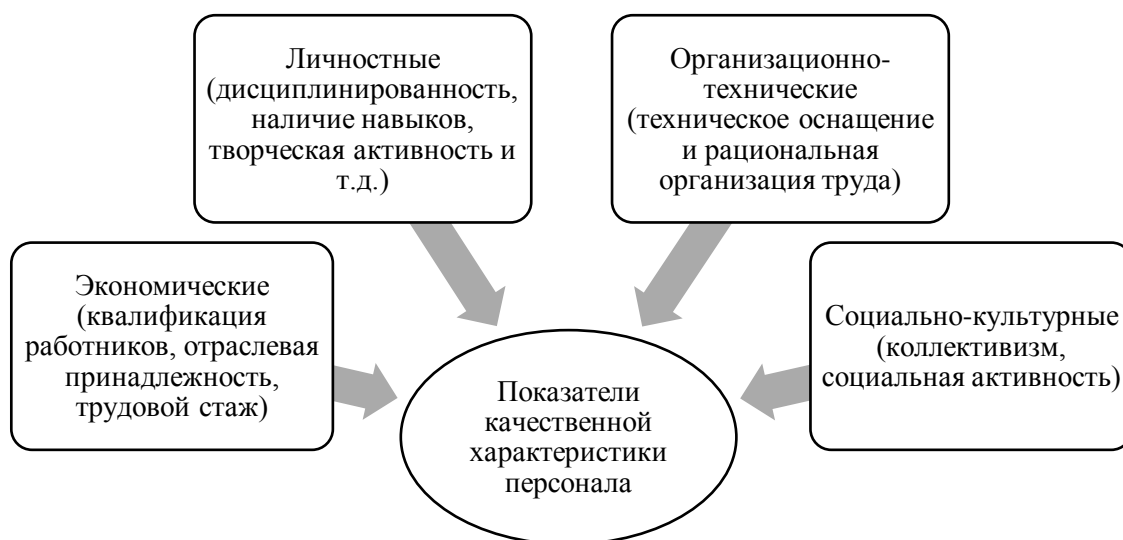 Личностные
(дисциплинированность,
наличие навыков,
творческая активность и
т.д.)
Организационно-
технические
(техническое оснащение
и рациональная
организация труда)
Экономические
(квалификация
работников, отраслевая
принадлежность,
трудовой стаж)
Социально-культурные
(коллективизм,
социальная активность)
Показатели
качественной
характеристики
персонала